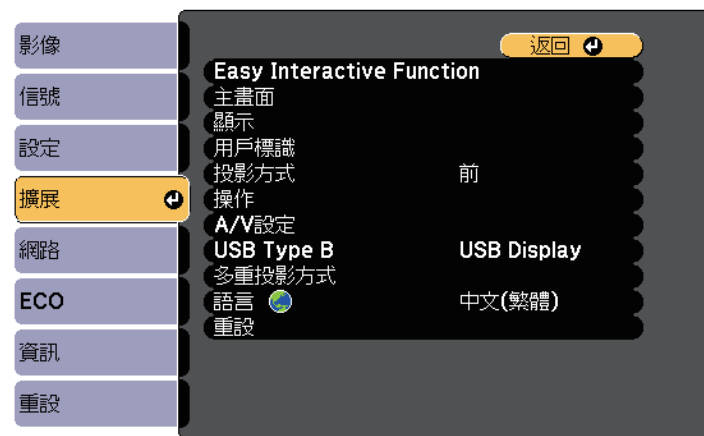 影像
信號
設定
擴展
網路
ECO
資訊
重設
返回
Easy Interactive Function
主畫面
顯示
用戶標識
投影方式 前
操作
A/V設定
USB Type B USB Display
多重投影方式
語言 中文(繁體)
重設